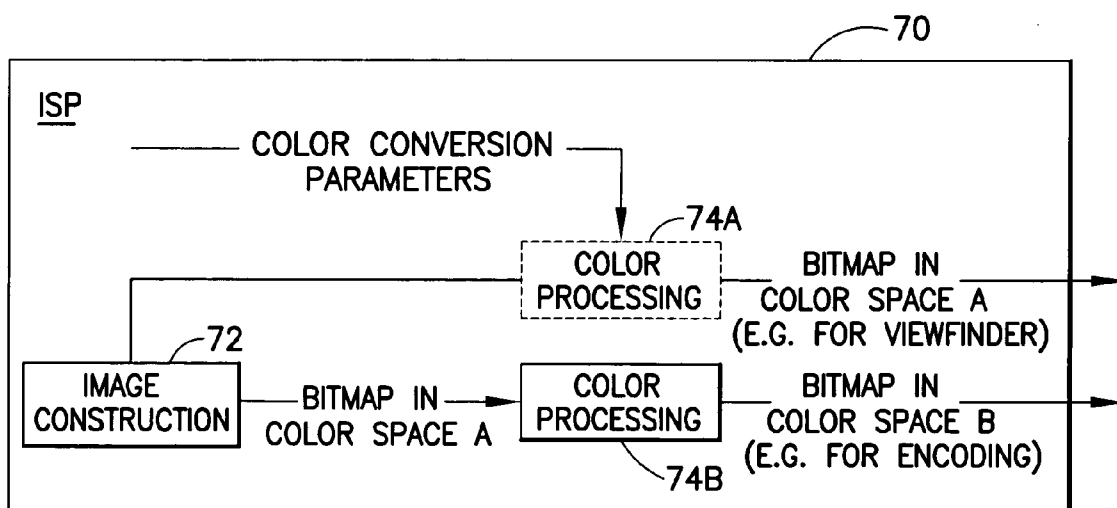 70
ISP
COLOR CONVERSION
PARAMETERS
74A
COLOR
PROCESSING
BITMAP IN
COLOR SPACE A
(E.G. FOR VIEWFINDER)
72
IMAGE
CONSTRUCTION
BITMAP IN
COLOR SPACE A
COLOR
PROCESSING
74B
BITMAP IN
COLOR SPACE B
(E.G. FOR ENCODING)